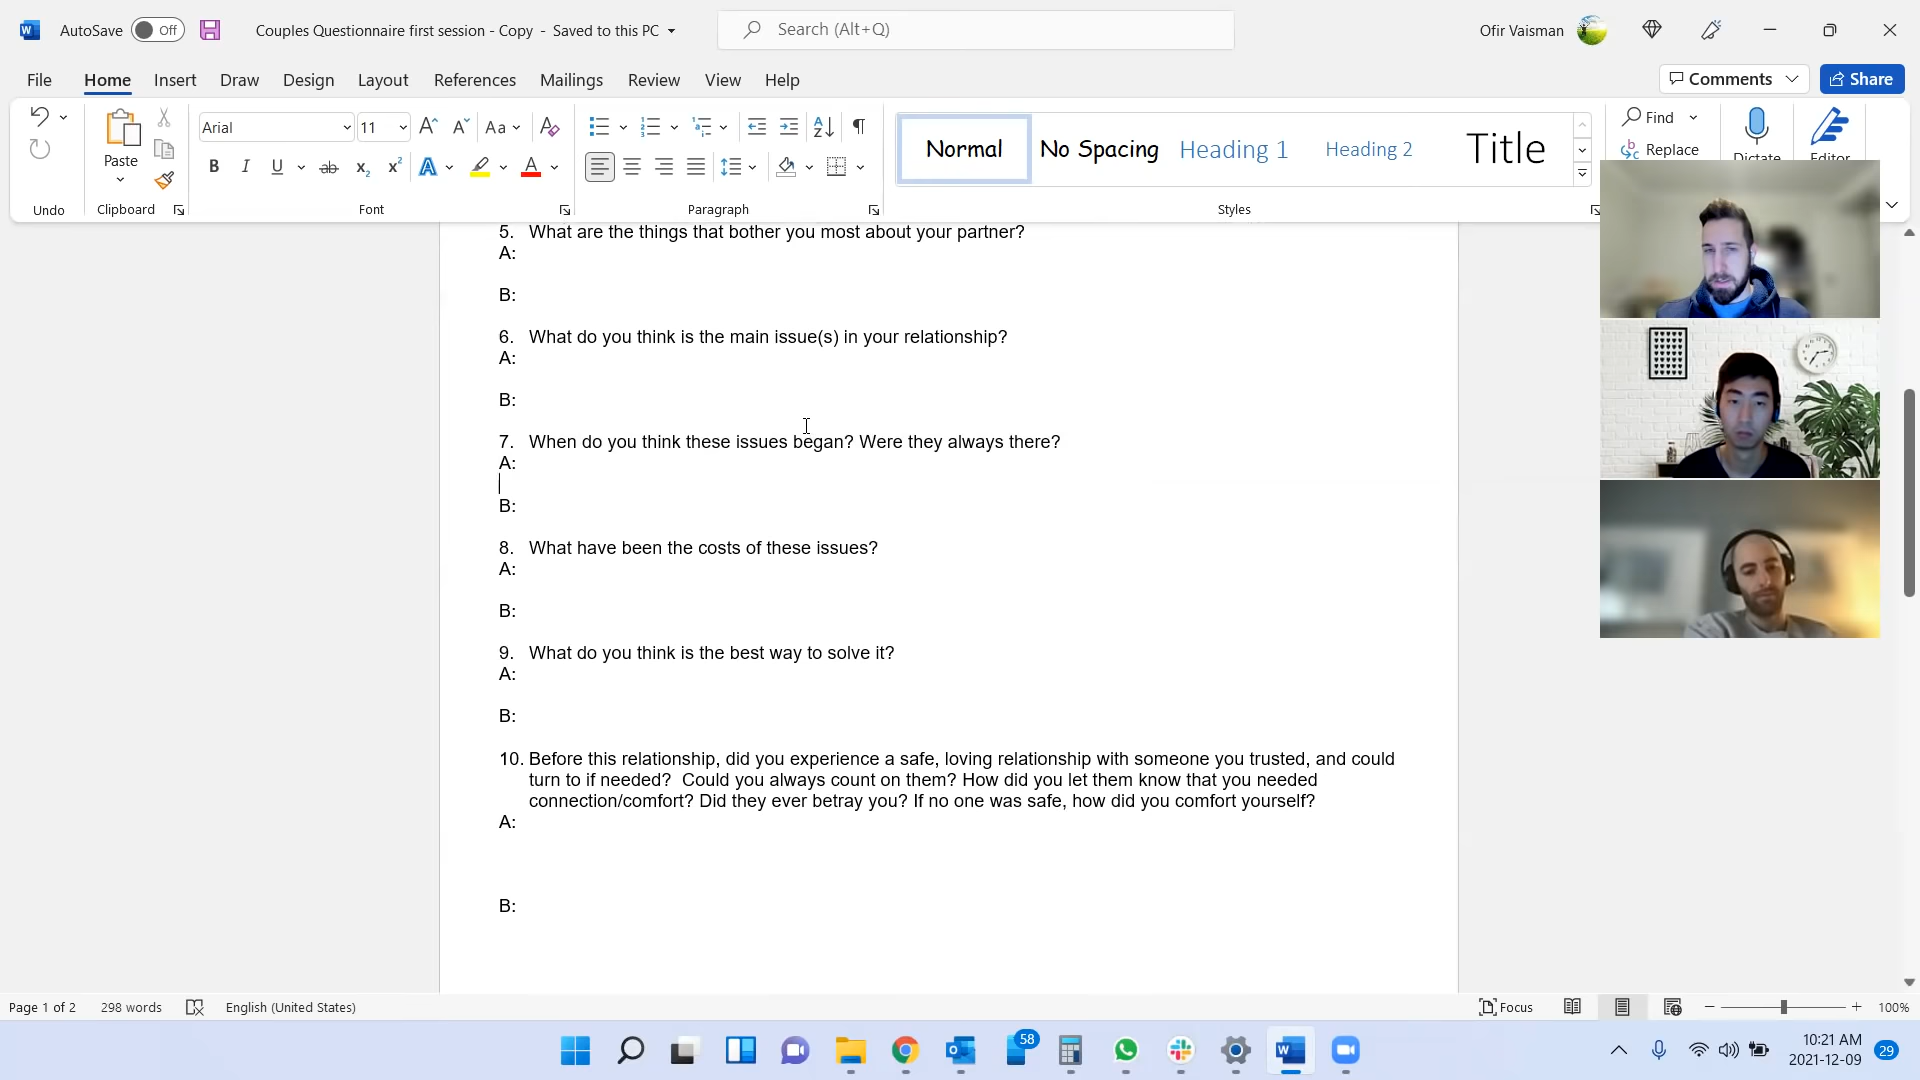 AutoSave Off Couples Questionnaire first session - Copy - Saved to this PC Search (Alt+Q) Ofir Vaisman
File Home Insert Draw Design Layout References Mailings Review View Help Comments Share
Arial 11 Aa
Paste
Normal No Spacing Heading 1 Heading 2 Title
Find
Replace
Dictate
Editor
Undo Clipboard Font Paragraph Styles
5. What are the things that bother you most about your partner?
A:
B:
6. What do you think is the main issue(s) in your relationship?
A:
B:
7. When do you think these issues began? Were they always there?
A:
B:
8. What have been the costs of these issues?
A:
B:
9. What do you think is the best way to solve it?
A:
B:
10. Before this relationship, did you experience a safe, loving relationship with someone you trusted, and could
turn to if needed?  Could you always count on them? How did you let them know that you needed
connection/comfort? Did they ever betray you? If no one was safe, how did you comfort yourself?
A:
B:
Page 1 of 2 298 words English (United States) Focus 100%
58
10:21 AM
2021-12-09 29